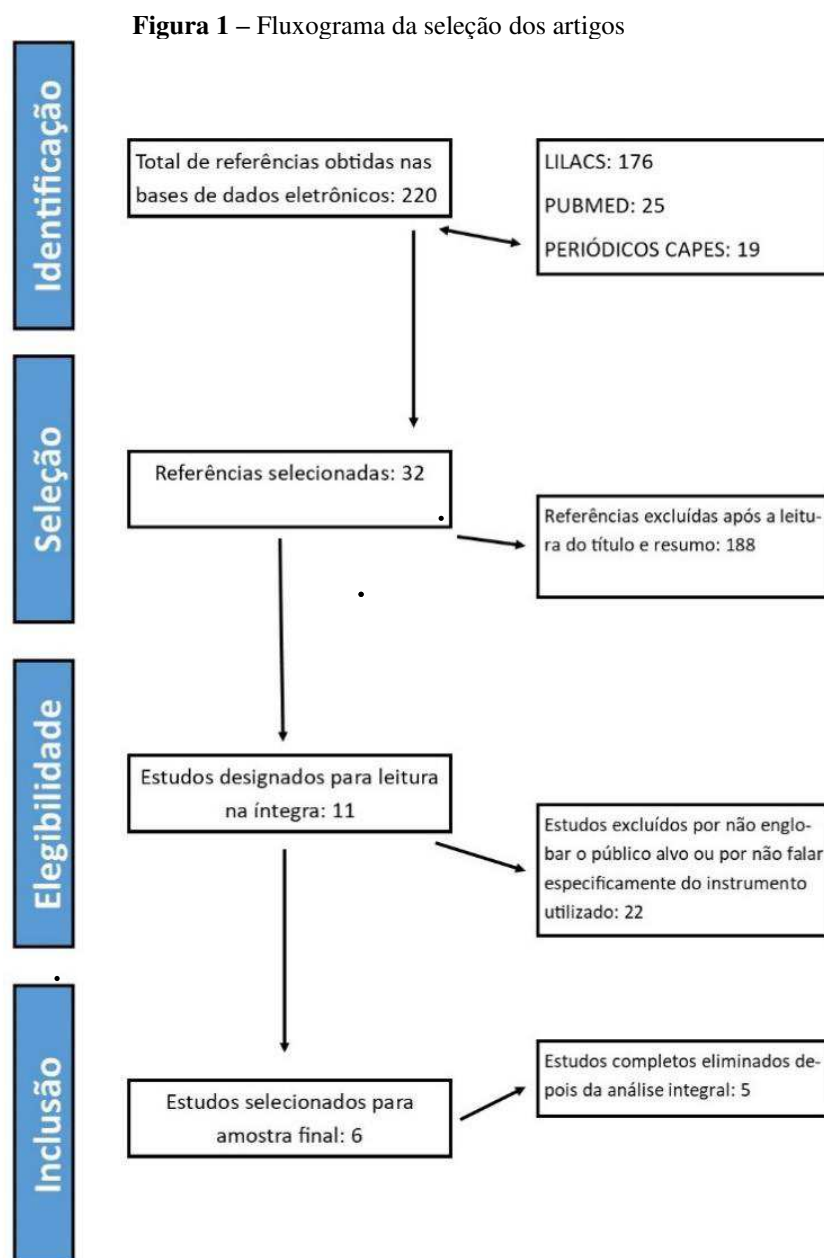 Figura 1 – Fluxograma da seleção dos artigos
Identificação
Total de referências obtidas nas
bases de dados eletrônicos: 220
LILACS: 176
PUBMED: 25
PERIÓDICOS CAPES: 19
Seleção
Referências selecionadas: 32
Referências excluídas após a leitu-
ra do título e resumo: 188
Elegibilidade
Estudos designados para leitura
na íntegra: 11
Estudos excluídos por não englo-
bar o público alvo ou por não falar
especificamente do instrumento
utilizado: 22
Inclusão
Estudos selecionados para
amostra final: 6
Estudos completos eliminados de-
pois da análise integral: 5